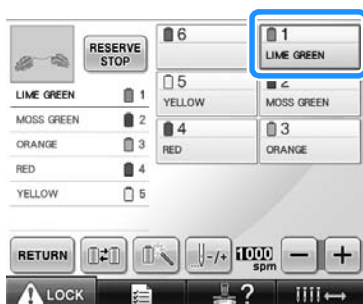 RESERVE
STOP
6
1
LIME GREEN
5
YELLOW
2
MOSS GREEN
4
RED
3
ORANGE
LIME GREEN 1
MOSS GREEN 2
ORANGE 3
RED 4
YELLOW 5
RETURN
-/+
1000
spm
- +
LOCK
?